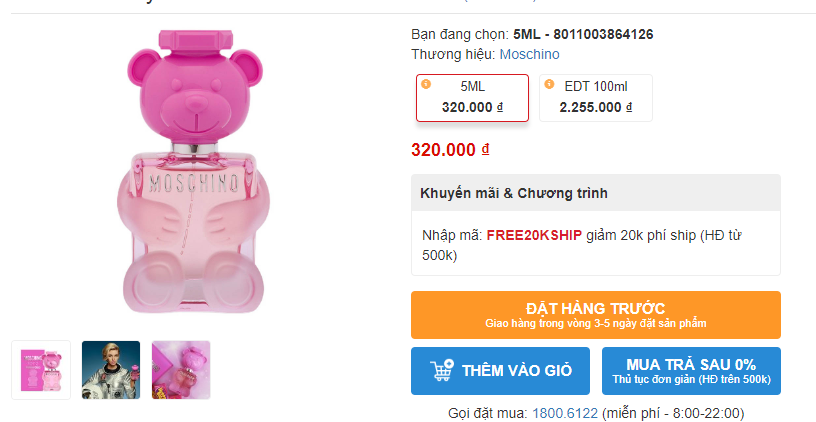 Bạn đang chọn: 5ML - 8011003864126
Thương hiệu: Moschino
5ML
320.000 ₫
EDT 100ml
2.255.000 ₫
320.000 ₫
Khuyến mãi & Chương trình
Nhập mã: FREE20KSHIP giảm 20k phí ship (HĐ từ
500k)
MOSCHINO
ĐẶT HÀNG TRƯỚC
Giao hàng trong vòng 3-5 ngày đặt sản phẩm
THÊM VÀO GIỎ
MUA TRẢ SAU 0%
Thủ tục đơn giản (HĐ trên 500k)
Gọi đặt mua: 1800.6122 (miễn phí - 8:00-22:00)